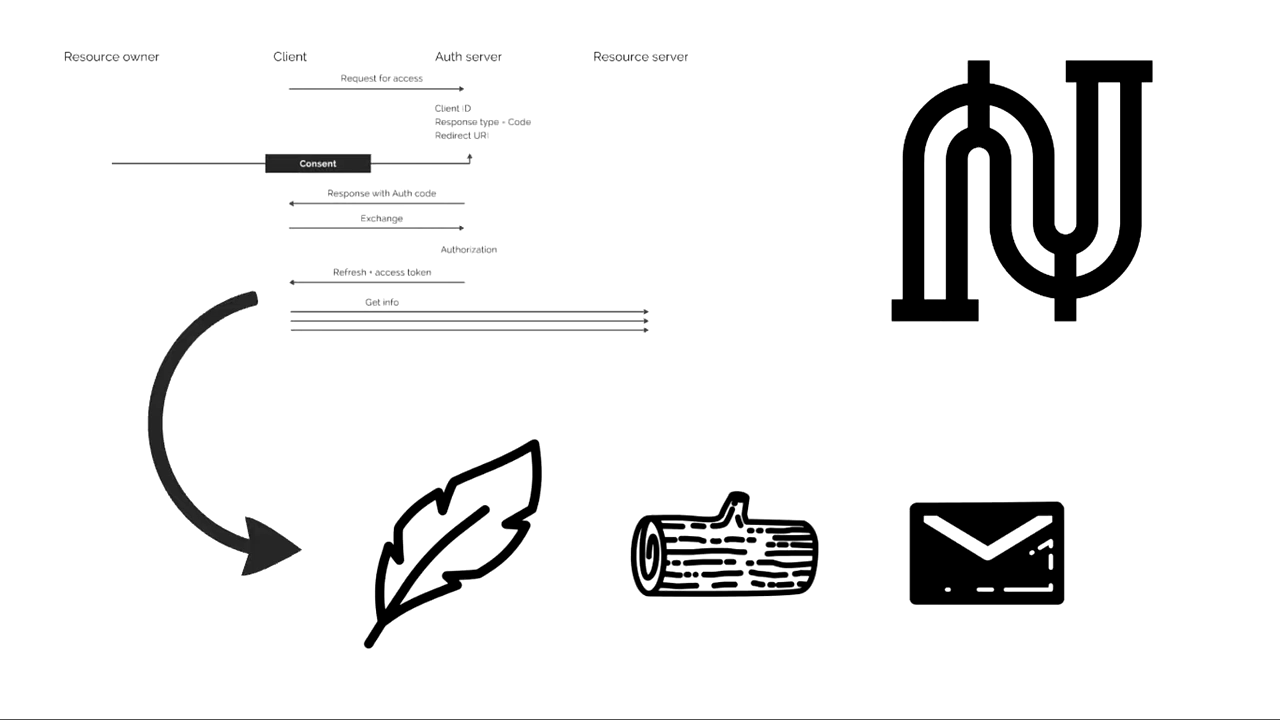 Resource owner
Client
Auth server
Resource server
Request for access
Client ID
Response type - Code
Redirect URI
Consent
Response with Auth code
Exchange
Authorization
Refresh + access token
Get info